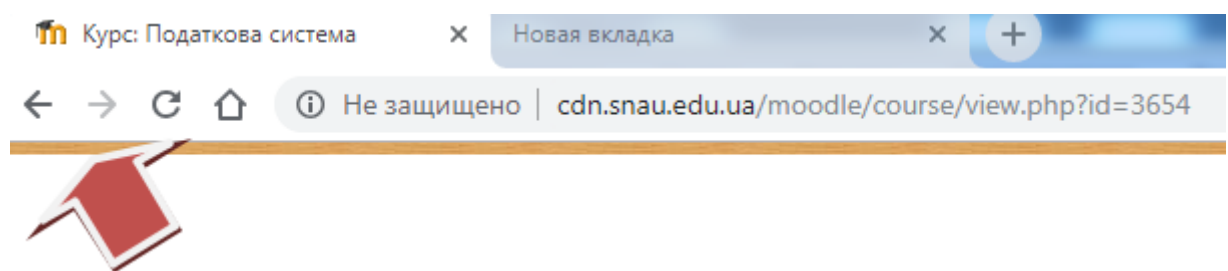 Курс: Податкова система
Новая вкладка
Не защищено | cdn.snau.edu.ua/moodle/course/view.php?id=3654